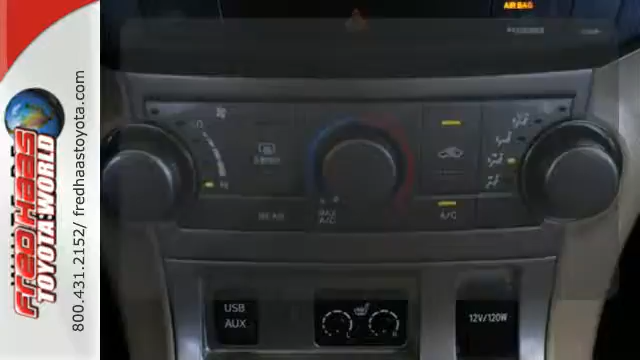 AIR BAG
FRED HAAS
TOYOTA WORLD
800.431.2152/ fredhaastoyota.com
REAR
MAX
A/C
A/C
USB
AUX
12V/120W